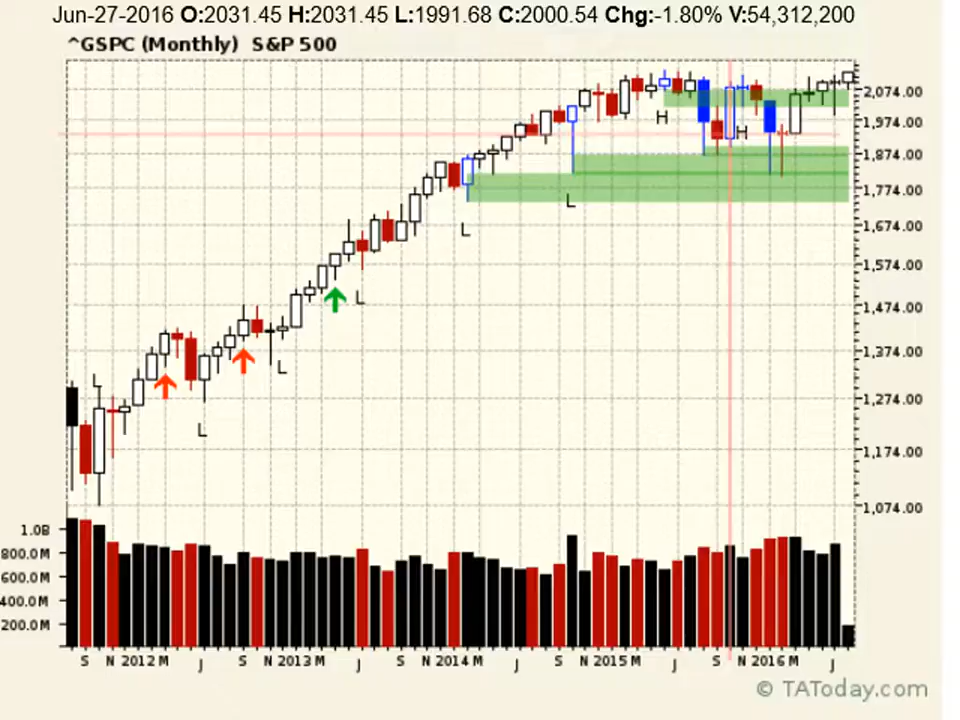 Jun-27-2016 O:2031.45 H:2031.45 L:1991.68 C:2000.54 Chg:-1.80% V:54,312,200
^GSPC (Monthly) S&P 500
2,074.00
1,974.00
1,874.00
1,774.00
1,674.00
1,574.00
1,474.00
1,374.00
1,274.00
1,174.00
1,074.00
H
H
L
L
L
L
L
L
1.0B
800.0M
600.0M
400.0M
200.0M
S N 2012 M J S N 2013 M J S N 2014 M J S N 2015 M J S N 2016 M J
© TAToday.com